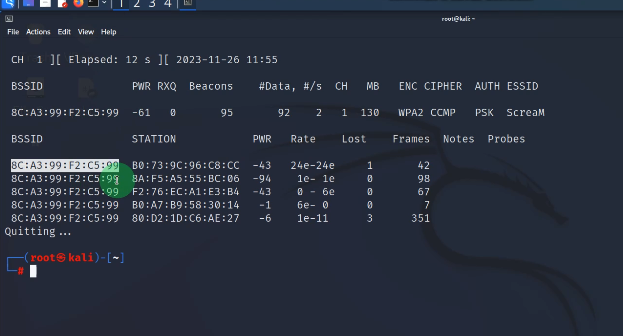 1 2 3 4
root@kali: ~
File Actions Edit View Help
CH 1 ][ Elapsed: 12 s ][ 2023-11-26 11:55
BSSID PWR RXQ Beacons #Data, #/s CH MB ENC CIPHER AUTH ESSID
8C:A3:99:F2:C5:99 -61 0 95 92 2 1 130 WPA2 CCMP PSK ScreaM
BSSID STATION PWR Rate Lost Frames Notes Probes
8C:A3:99:F2:C5:99 B0:73:9C:96:C8:CC -43 24e-24e 1 42
8C:A3:99:F2:C5:99 8A:F5:A5:55:BC:06 -94 1e- 1e 0 98
8C:A3:99:F2:C5:99 F2:76:EC:A1:E3:B4 -43 0 - 6e 0 67
8C:A3:99:F2:C5:99 B0:A7:B9:58:30:14 -1 6e- 0 0 7
8C:A3:99:F2:C5:99 80:D2:1D:C6:AE:27 -6 1e-11 3 351
Quitting...
(root㉿kali)-[~]
#